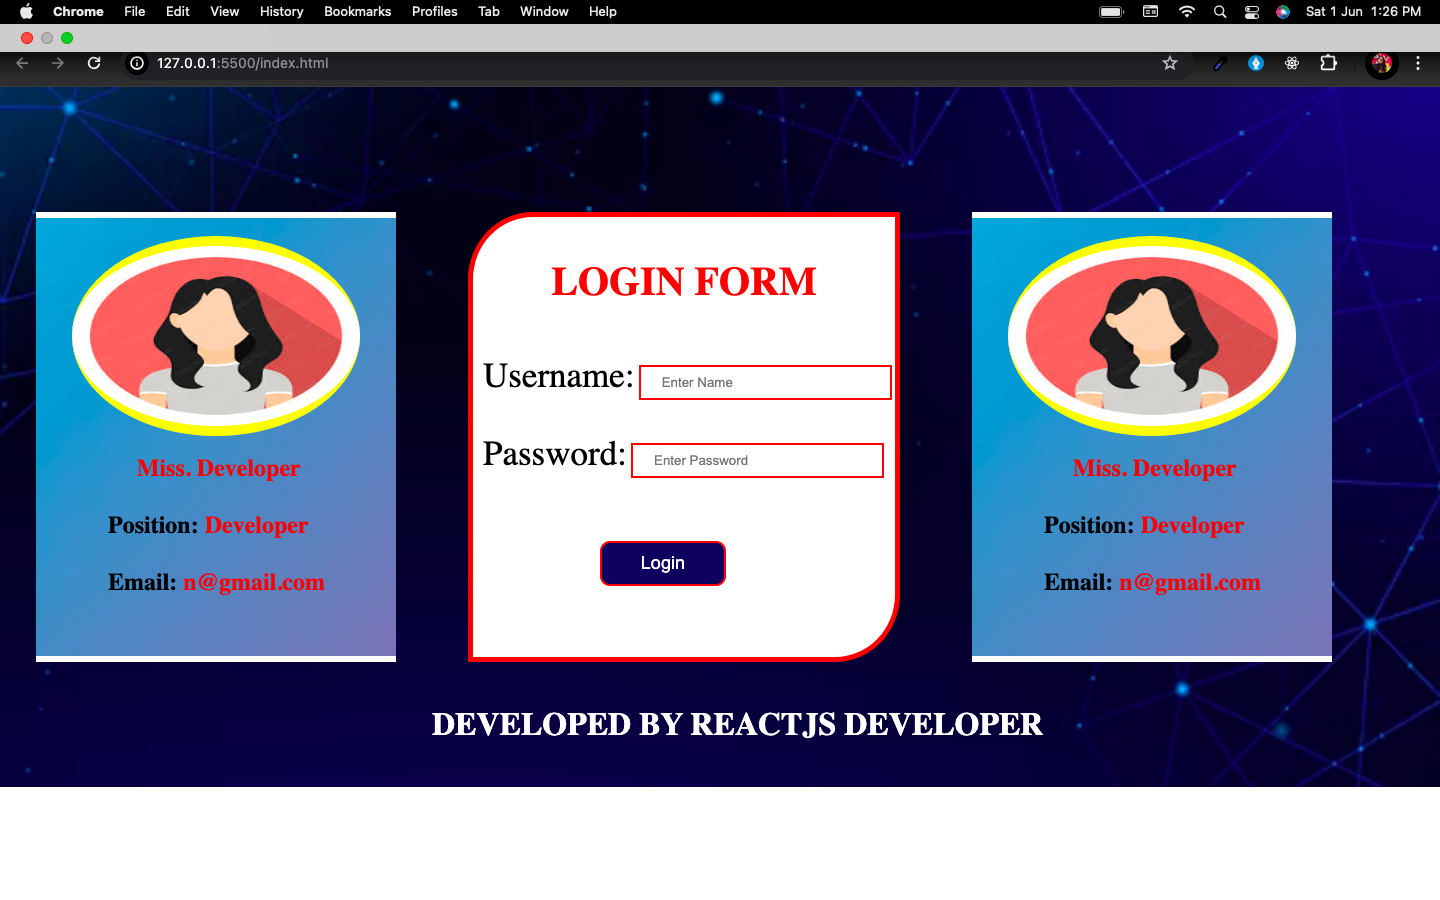 Chrome File Edit View History Bookmarks Profiles Tab Window Help Sat 1 Jun 1:26 PM
127.0.0.1:5500/index.html
Miss. Developer
Position: Developer
Email: n@gmail.com
LOGIN FORM
Username: Enter Name
Password: Enter Password
Login
Miss. Developer
Position: Developer
Email: n@gmail.com
DEVELOPED BY REACTJS DEVELOPER